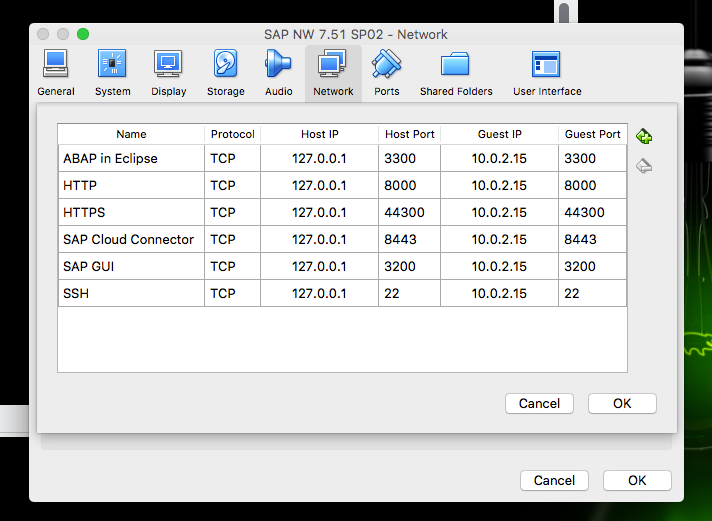 SAP NW 7.51 SP02 - Network
General System Display Storage Audio Network Ports Shared Folders User Interface
Name Protocol Host IP Host Port Guest IP Guest Port
ABAP in Eclipse TCP 127.0.0.1 3300 10.0.2.15 3300
HTTP TCP 127.0.0.1 8000 10.0.2.15 8000
HTTPS TCP 127.0.0.1 44300 10.0.2.15 44300
SAP Cloud Connector TCP 127.0.0.1 8443 10.0.2.15 8443
SAP GUI TCP 127.0.0.1 3200 10.0.2.15 3200
SSH TCP 127.0.0.1 22 10.0.2.15 22
Cancel OK
Cancel OK